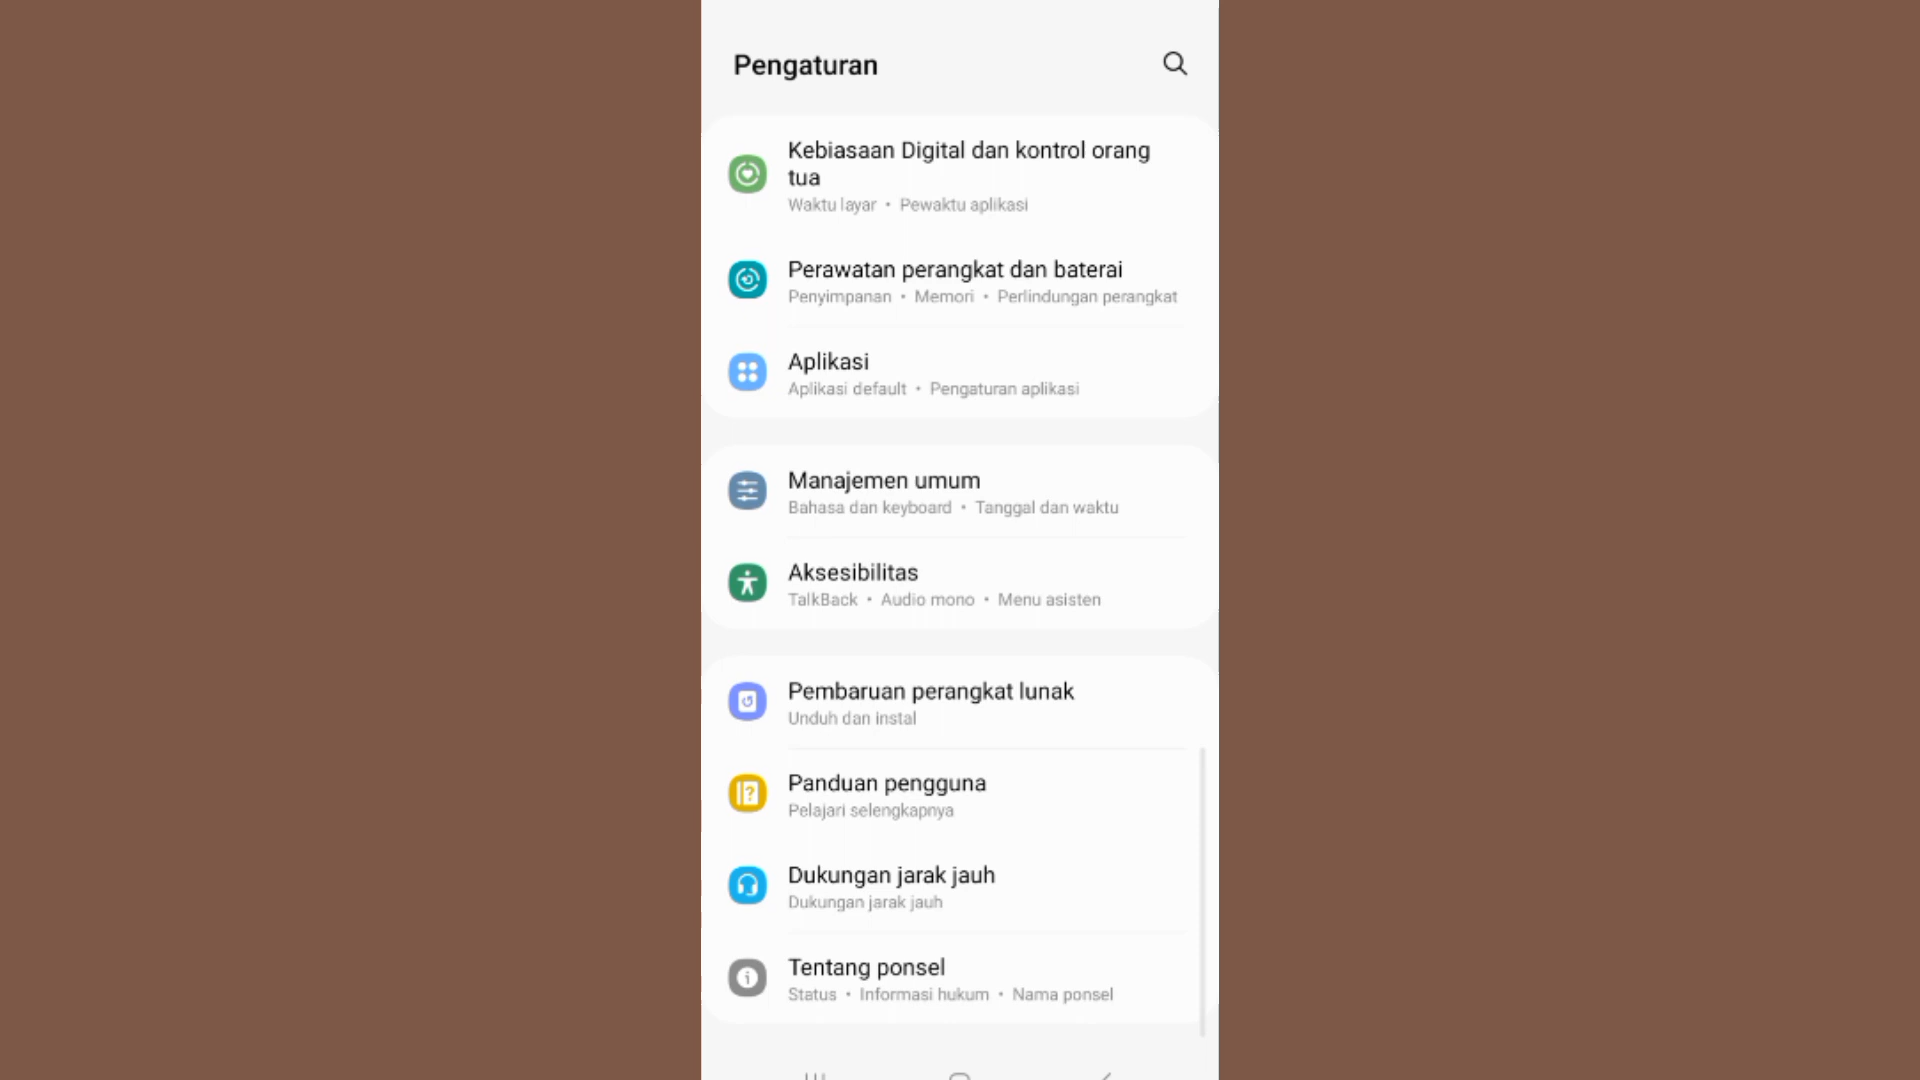 Pengaturan
Kebiasaan Digital dan kontrol orang
tua
Waktu layar • Pewaktu aplikasi
Perawatan perangkat dan baterai
Penyimpanan • Memori • Perlindungan perangkat
Aplikasi
Aplikasi default • Pengaturan aplikasi
Manajemen umum
Bahasa dan keyboard • Tanggal dan waktu
Aksesibilitas
TalkBack • Audio mono • Menu asisten
Pembaruan perangkat lunak
Unduh dan instal
Panduan pengguna
Pelajari selengkapnya
Dukungan jarak jauh
Dukungan jarak jauh
Tentang ponsel
Status • Informasi hukum • Nama ponsel